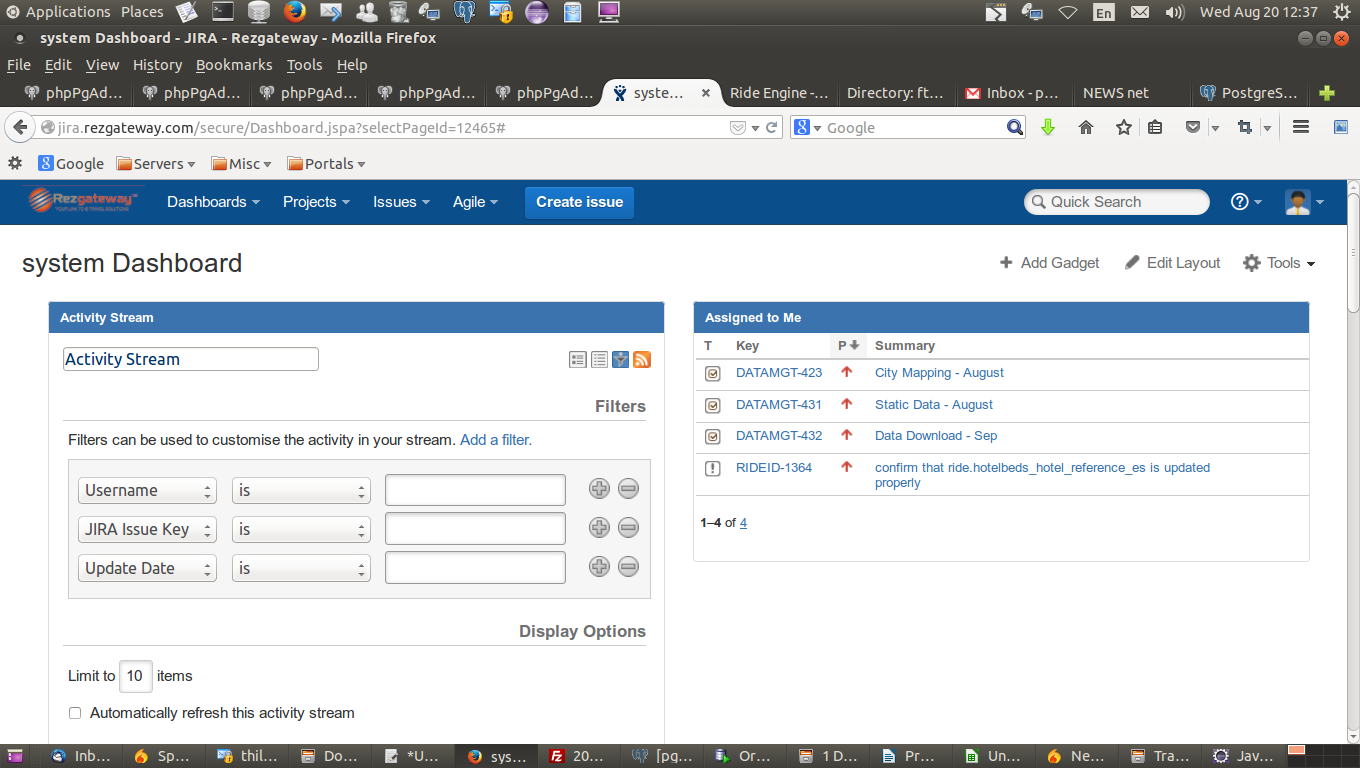 Applications Places En Wed Aug 20 12:37
system Dashboard - JIRA - Rezgateway - Mozilla Firefox
File Edit View History Bookmarks Tools Help
phpPgAd... phpPgAd... phpPgAd... phpPgAd... phpPgAd... syste... × Ride Engine -... Directory: ft... Inbox - p... NEWS net PostgreS...
jira.rezgateway.com/secure/Dashboard.jspa?selectPageId=12465# Google
Google Servers Misc Portals
Rezgateway™ Dashboards Projects Issues Agile Create issue Quick Search
system Dashboard
Add Gadget Edit Layout Tools
Activity Stream
Activity Stream
Filters
Filters can be used to customise the activity in your stream. Add a filter.
Username is
JIRA Issue Key is
Update Date is
Display Options
Limit to 10 items
Automatically refresh this activity stream
Assigned to Me
T Key P Summary
DATAMGT-423 City Mapping - August
DATAMGT-431 Static Data - August
DATAMGT-432 Data Download - Sep
RIDEID-1364 confirm that ride.hotelbeds_hotel_reference_es is updated
properly
1–4 of 4
Inb... Sp... thil... Do... *U... sys... 20... [pg... Or... 1 D... Pr... Un... Ne... Tra... Jav...